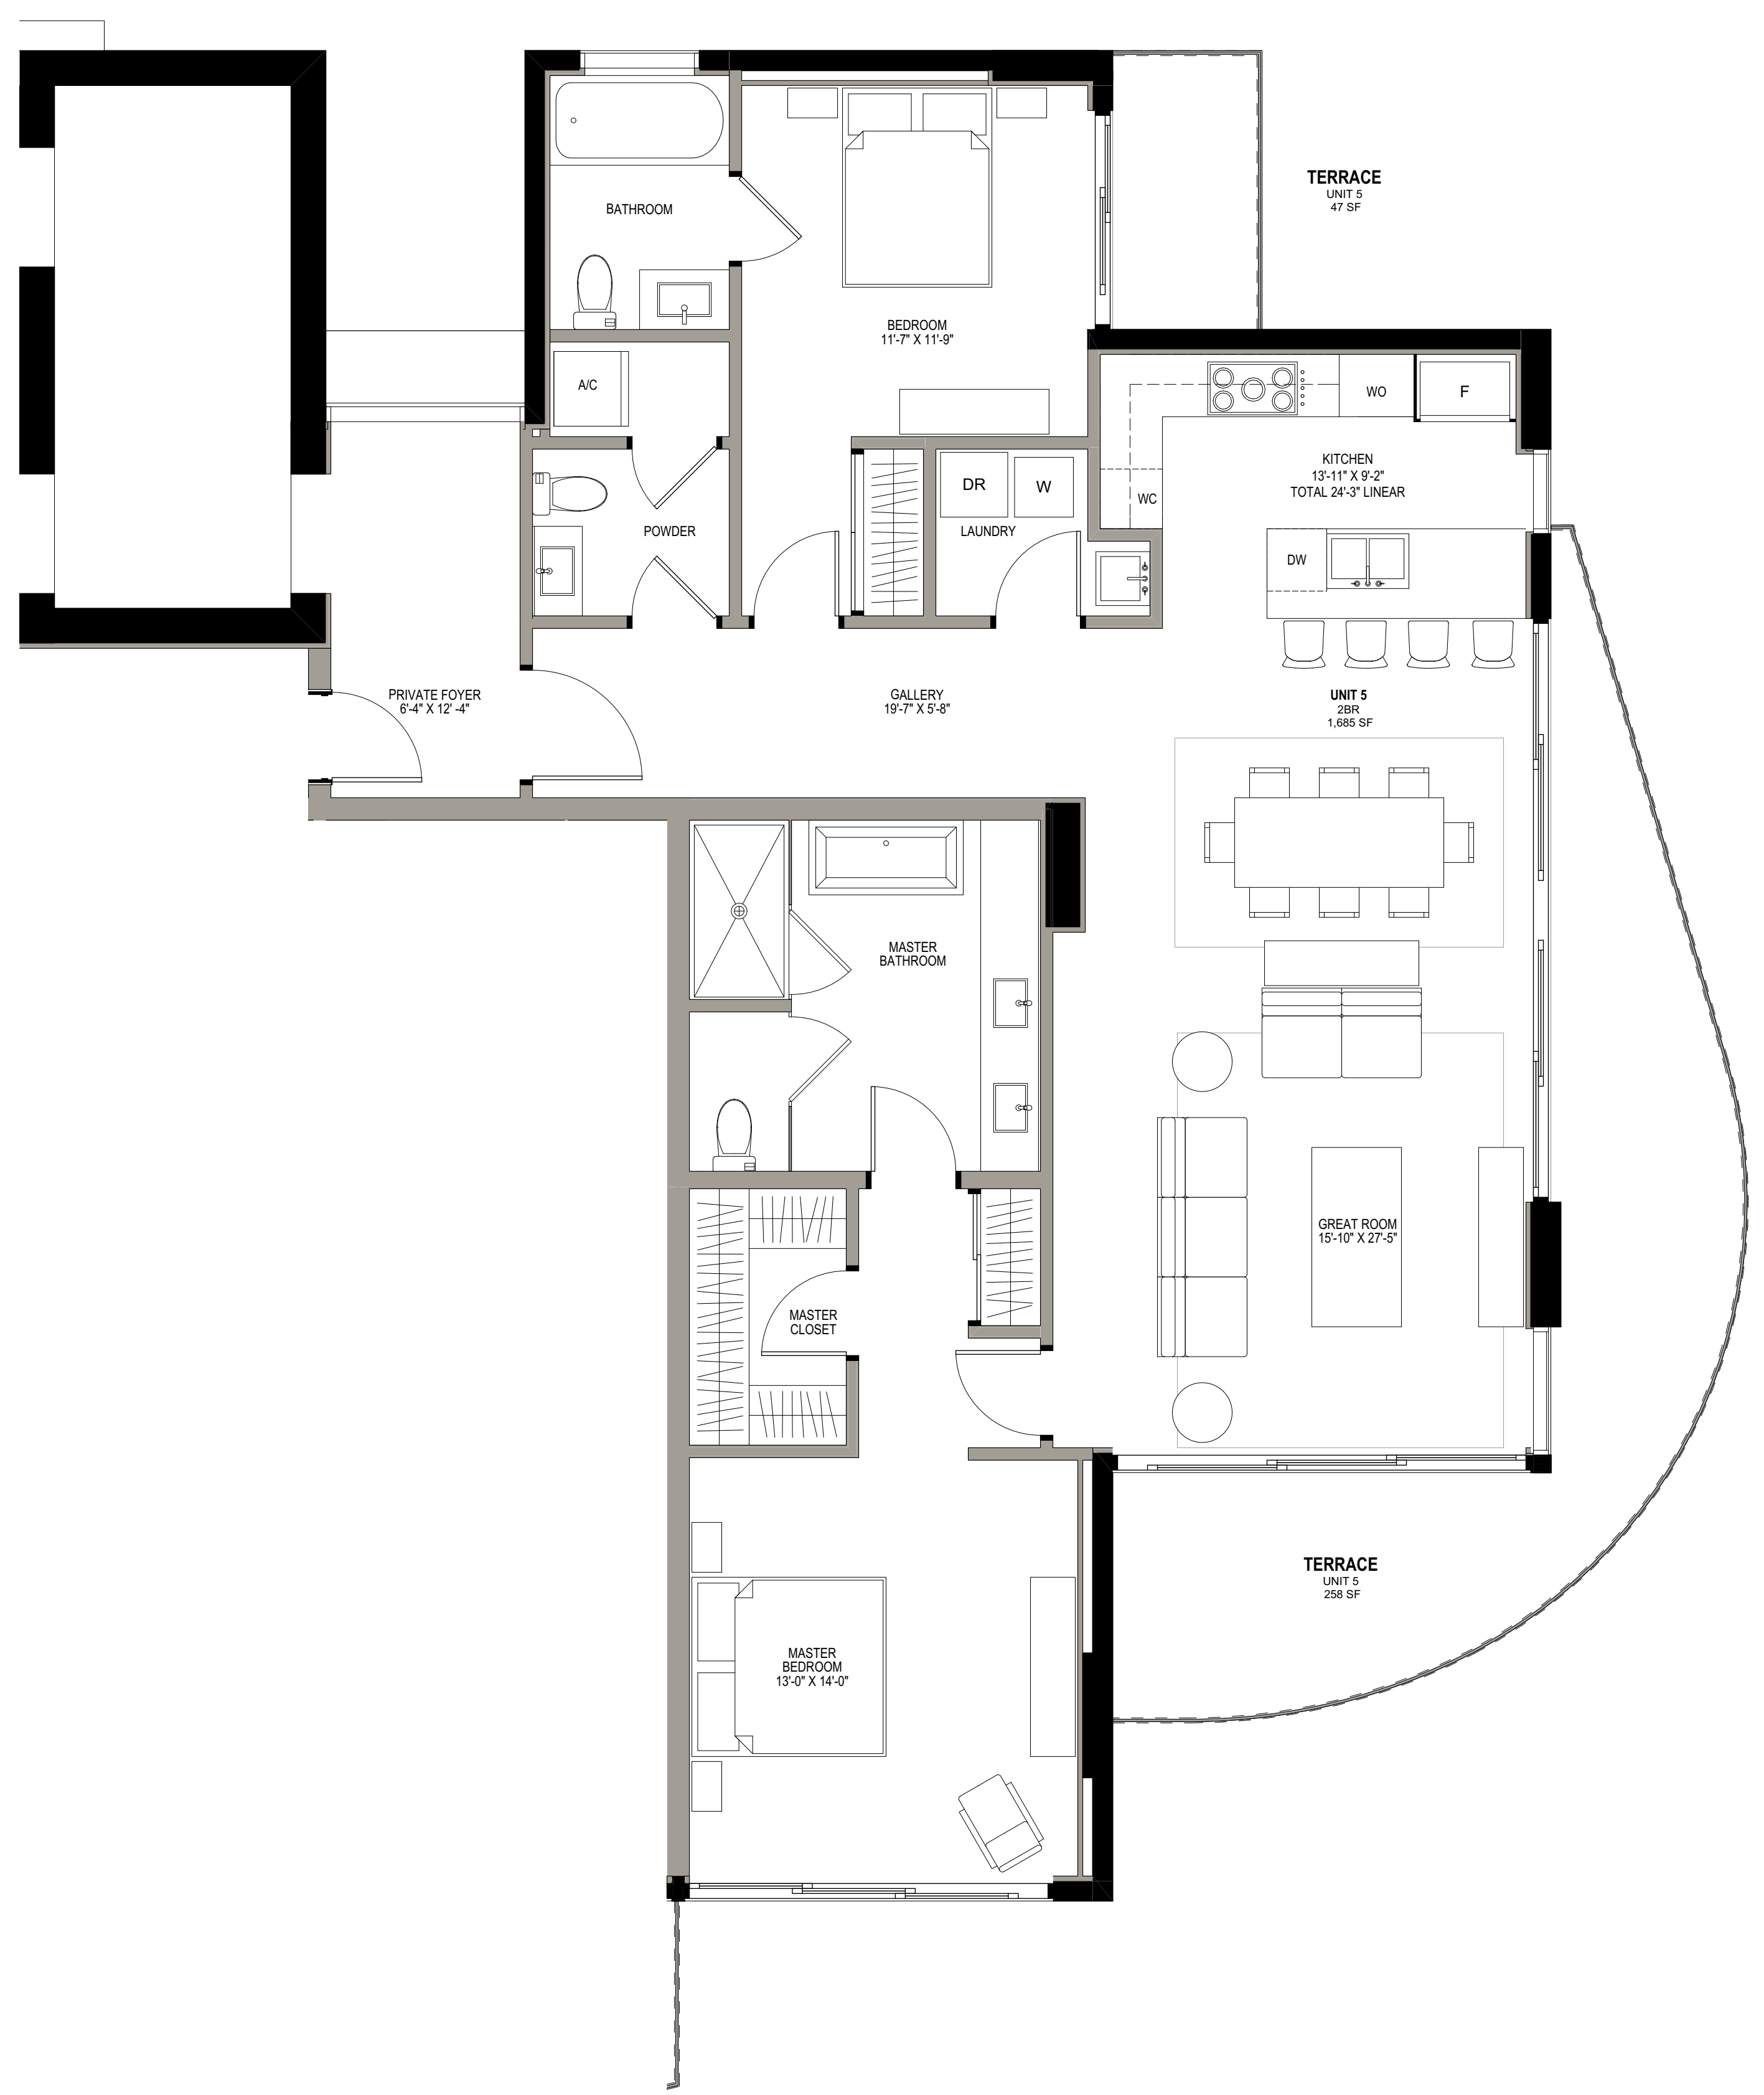 TERRACE
UNIT 5
47 SF
BATHROOM
BEDROOM
11'-7" X 11'-9"
A/C
WO
F
KITCHEN
13'-11" X 9'-2"
TOTAL 24'-3" LINEAR
DR
W
WC
POWDER
LAUNDRY
DW
PRIVATE FOYER
6'-4" X 12' -4"
GALLERY
19'-7" X 5'-8"
UNIT 5
2BR
1,685 SF
MASTER
BATHROOM
GREAT ROOM
15'-10" X 27'-5"
MASTER
CLOSET
TERRACE
UNIT 5
258 SF
MASTER
BEDROOM
13'-0" X 14'-0"